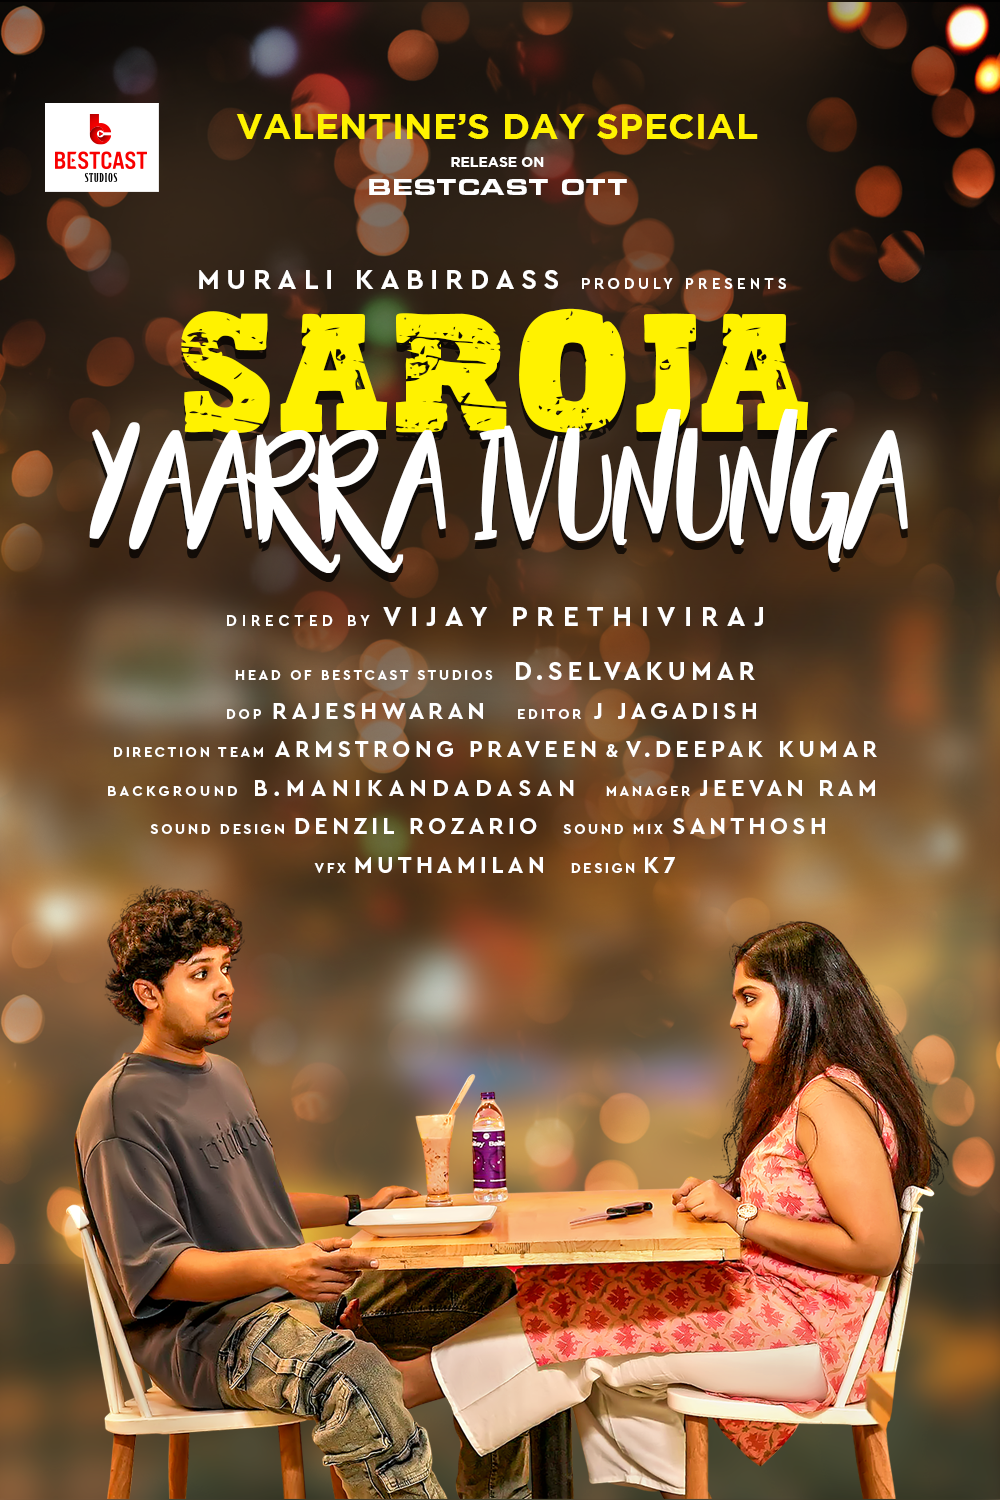 BESTCAST
STUDIOS
VALENTINE'S DAY SPECIAL
RELEASE ON
BESTCAST OTT
MURALI KABIRDASS PRODULY PRESENTS
SAROJA
YAARRA IVUNUNGA
DIRECTED BY VIJAY PRETHIVIRAJ
HEAD OF BESTCAST STUDIOS D.SELVAKUMAR
DOP RAJESHWARAN EDITOR J JAGADISH
DIRECTION TEAM ARMSTRONG PRAVEEN & V.DEEPAK KUMAR
BACKGROUND B.MANIKANDADASAN MANAGER JEEVAN RAM
SOUND DESIGN DENZIL ROZARIO SOUND MIX SANTHOSH
VFX MUTHAMILAN DESIGN K7